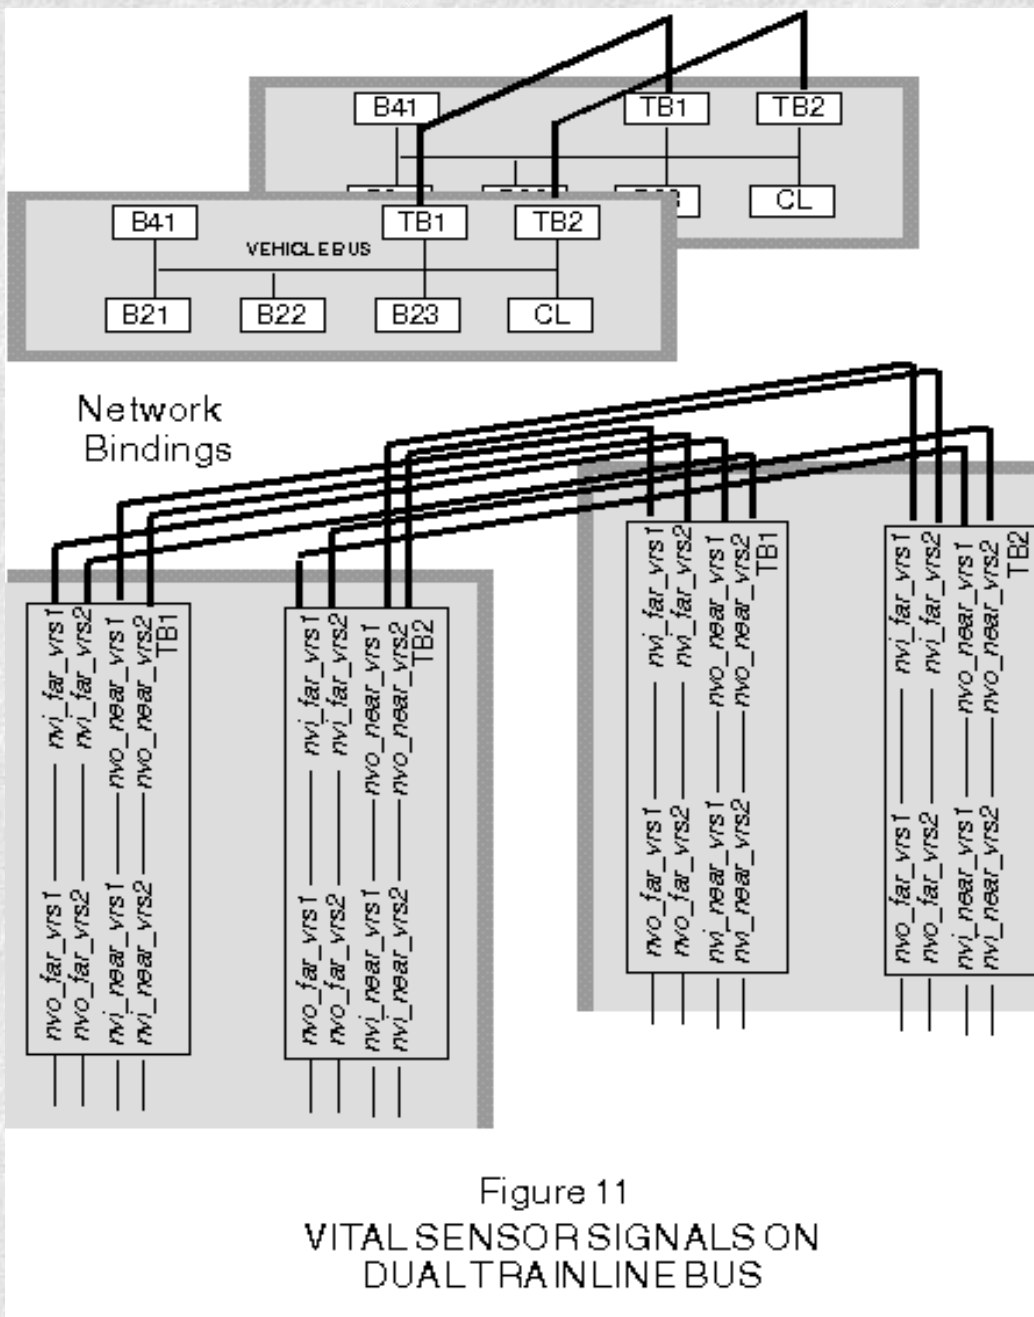 B41
TB1
TB2
CL
B41
TB1
TB2
VEHICLE BUS
B21
B22
B23
CL
Network
Bindings
nvi_far_vrs1
nvi_far_vrs2
nvo_near_vrs1
nvo_near_vrs2
TB1
nvo_far_vrs1
nvo_far_vrs2
nvi_near_vrs1
nvi_near_vrs2
nvi_far_vrs1
nvi_far_vrs2
nvo_near_vrs1
nvo_near_vrs2
TB2
nvo_far_vrs1
nvo_far_vrs2
nvi_near_vrs1
nvi_near_vrs2
nvi_far_vrs1
nvi_far_vrs2
nvo_near_vrs1
nvo_near_vrs2
TB1
nvo_far_vrs1
nvo_far_vrs2
nvi_near_vrs1
nvi_near_vrs2
nvi_far_vrs1
nvi_far_vrs2
nvo_near_vrs1
nvo_near_vrs2
TB2
nvo_far_vrs1
nvo_far_vrs2
nvi_near_vrs1
nvi_near_vrs2
Figure 11
VITAL SENSOR SIGNALS ON
DUAL TRAINLINE BUS